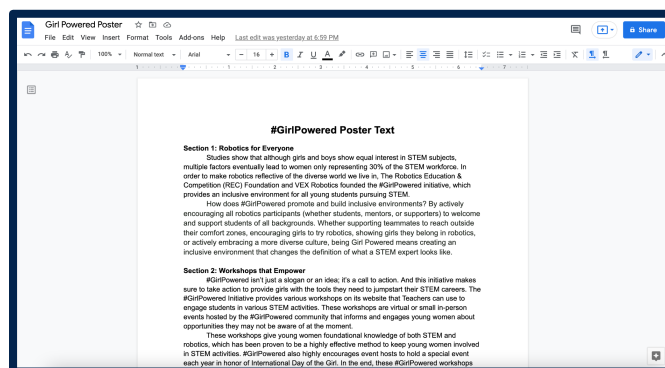 Girl Powered Poster
File Edit View Insert Format Tools Add-ons Help Last edit was yesterday at 6:59 PM
Share
100% Normal text Arial - 16 + B I U A
1 1 2 3 4 5 6 7
#GirlPowered Poster Text
Section 1: Robotics for Everyone
Studies show that although girls and boys show equal interest in STEM subjects,
multiple factors eventually lead to women only representing 30% of the STEM workforce. In
order to make robotics reflective of the diverse world we live in, The Robotics Education &
Competition (REC) Foundation and VEX Robotics founded the #GirlPowered initiative, which
provides an inclusive environment for all young students pursuing STEM.
How does #GirlPowered promote and build inclusive environments? By actively
encouraging all robotics participants (whether students, mentors, or supporters) to welcome
and support students of all backgrounds. Whether supporting teammates to reach outside
their comfort zones, encouraging girls to try robotics, showing girls they belong in robotics,
or actively embracing a more diverse culture, being Girl Powered means creating an
inclusive environment that changes the definition of what a STEM expert looks like.
Section 2: Workshops that Empower
#GirlPowered isn't just a slogan or an idea; it's a call to action. And this initiative makes
sure to take action to provide girls with the tools they need to jumpstart their STEM careers. The
#GirlPowered Initiative provides various workshops on its website that Teachers can use to
engage students in various STEM activities. These workshops are virtual or small in-person
events hosted by the #GirlPowered community that informs and engages young women about
opportunities they may not be aware of at the moment.
These workshops give young women foundational knowledge of both STEM and
robotics, which has been proven to be a highly effective method to keep young women involved
in STEM activities. #GirlPowered also highly encourages event hosts to hold a special event
each year in honor of International Day of the Girl. In the end, these #GirlPowered workshops